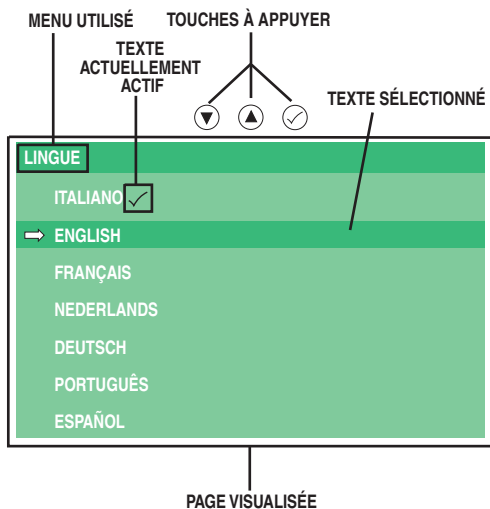 MENU UTILISÉ
TOUCHES À APPUYER
TEXTE
ACTUELLEMENT
ACTIF
TEXTE SÉLECTIONNÉ
LINGUE
ITALIANO
ENGLISH
FRANÇAIS
NEDERLANDS
DEUTSCH
PORTUGUÊS
ESPAÑOL
PAGE VISUALISÉE